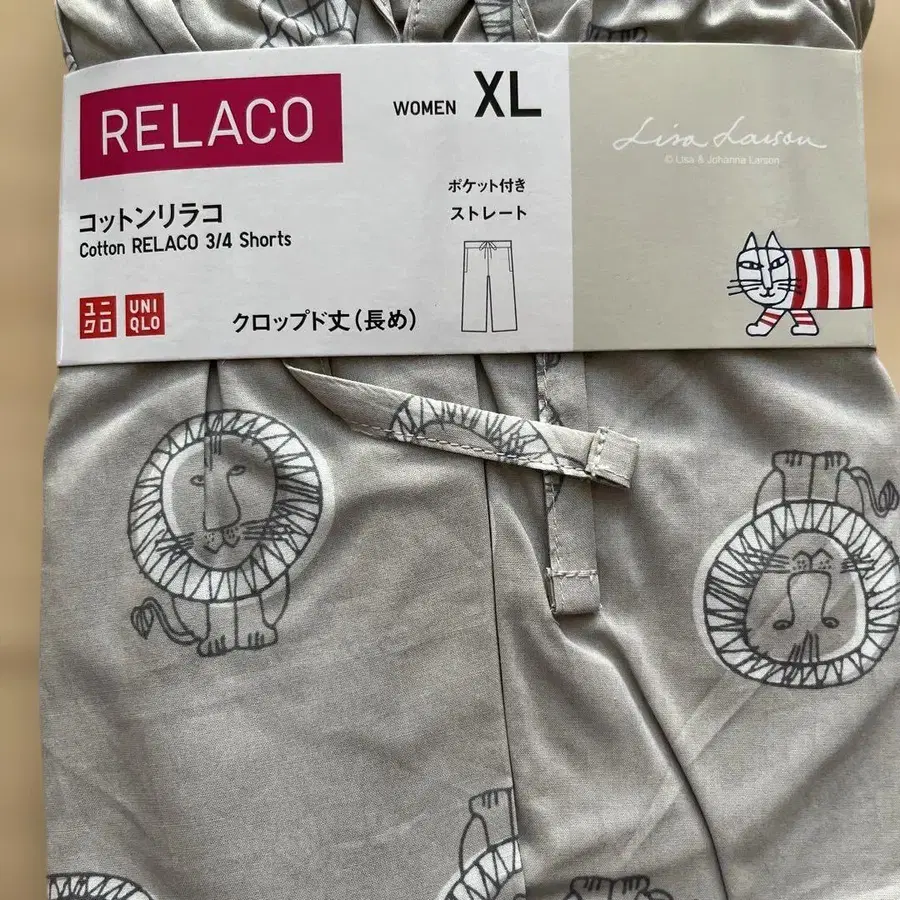 RELACO
WOMEN XL
Lisa Larson
© Lisa & Johanna Larson
ポケット付き
ストレート
コットンリラコ
Cotton RELACO 3/4 Shorts
ユニ
クロ
UNI
QLO
クロップド丈(長め)